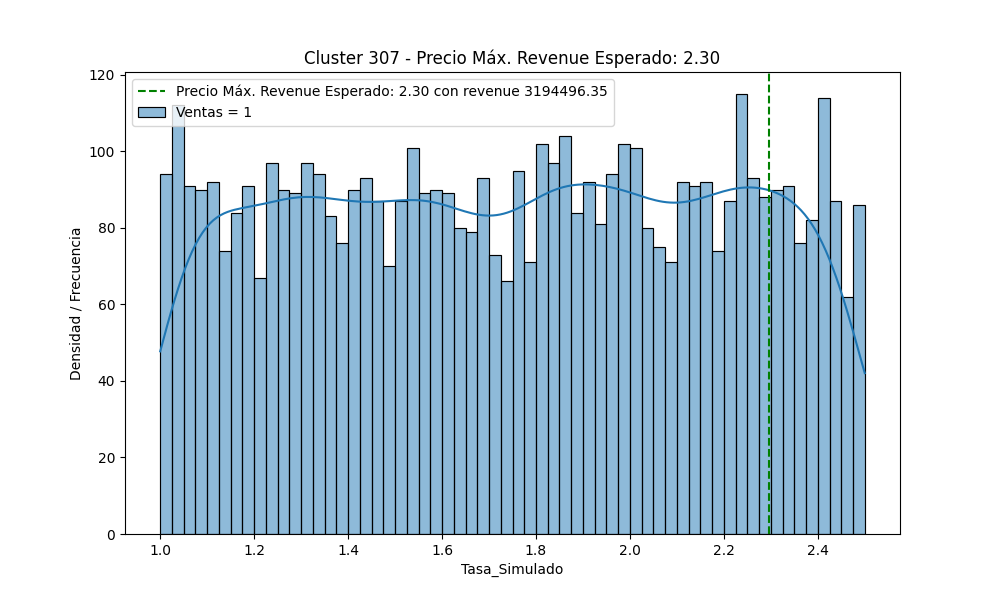 Cluster 307 - Precio Máx. Revenue Esperado: 2.30
Precio Máx. Revenue Esperado: 2.30 con revenue 3194496.35
Ventas = 1
Densidad / Frecuencia
120
100
80
60
40
20
0
1.0 1.2 1.4 1.6 1.8 2.0 2.2 2.4
Tasa_Simulado